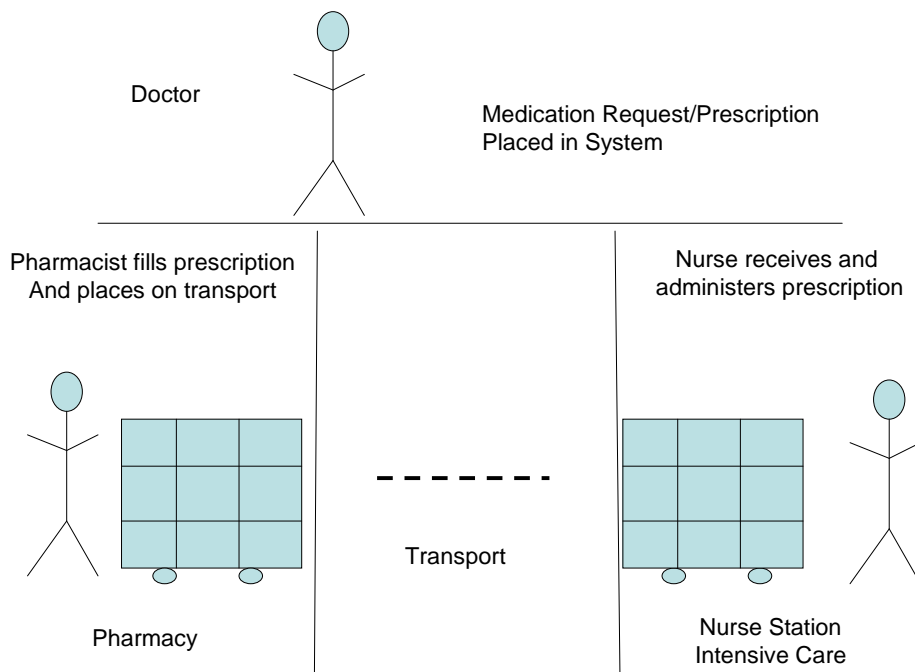 Doctor
Medication Request/Prescription
Placed in System
Pharmacist fills prescription
And places on transport
Nurse receives and
administers prescription
Transport
Pharmacy
Nurse Station
Intensive Care